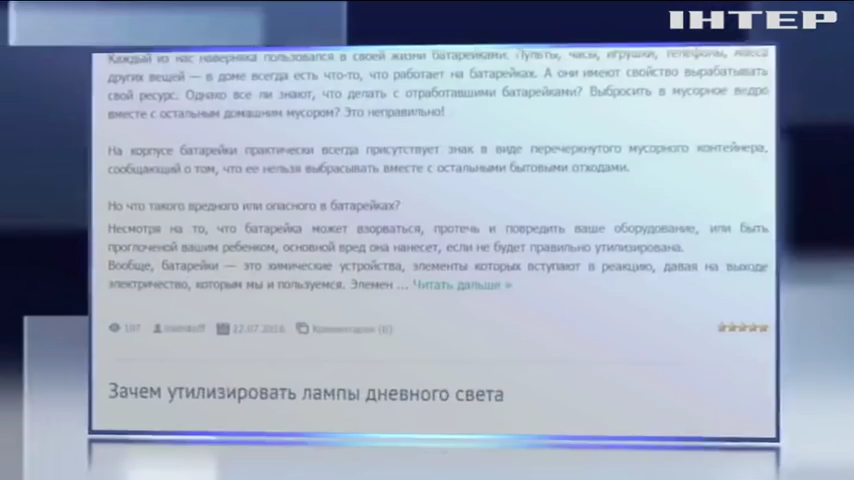 ІНТЕР
Каждый из нас наверняка пользовался в своей жизни батарейками. Пульты, часы, игрушки, телефоны, масса
других вещей — в доме всегда есть что-то, что работает на батарейках. А они имеют свойство вырабатывать
свой ресурс. Однако все ли знают, что делать с отработавшими батарейками? Выбросить в мусорное ведро
вместе с остальным домашним мусором? Это неправильно!
На корпусе батарейки практически всегда присутствует знак в виде перечеркнутого мусорного контейнера,
сообщающий о том, что ее нельзя выбрасывать вместе с остальными бытовыми отходами.
Но что такого вредного или опасного в батарейках?
Несмотря на то, что батарейка может взорваться, протечь и повредить ваше оборудование, или быть
проглоченой вашим ребенком, основной вред она нанесет, если не будет правильно утилизирована.
Вообще, батарейки — это химические устройства, элементы которых вступают в реакцию, давая на выходе
электричество, которым мы и пользуемся. Элемен ... Читать дальше »
107 22.07.2016 Комментарии (0)
Зачем утилизировать лампы дневного света